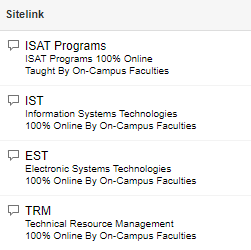 Sitelink
ISAT Programs
ISAT Programs 100% Online
Taught By On-Campus Faculties
IST
Information Systems Technologies
100% Online By On-Campus Faculties
EST
Electronic Systems Technologies
100% Online By On-Campus Faculties
TRM
Technical Resource Management
100% Online By On-Campus Faculties